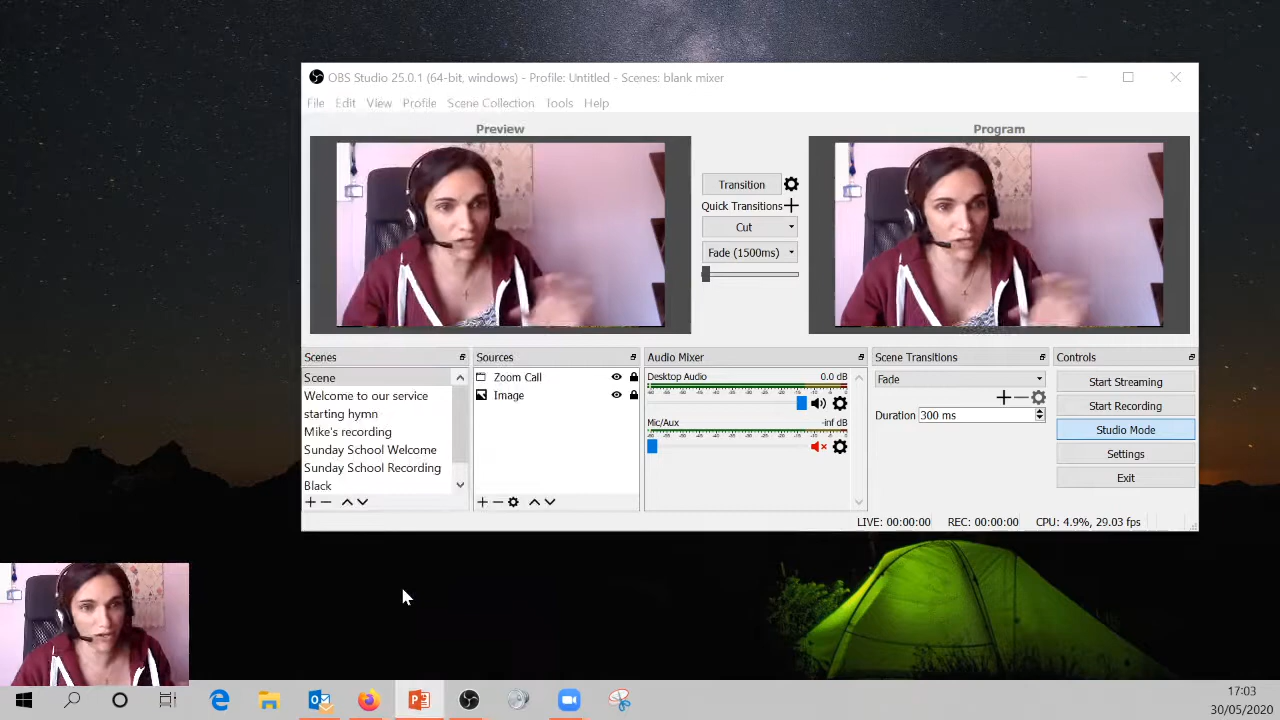 OBS Studio 25.0.1 (64-bit, windows) - Profile: Untitled - Scenes: blank mixer
File Edit View Profile Scene Collection Tools Help
Preview
Program
Transition
Quick Transitions
Cut
Fade (1500ms)
Scenes
Scene
Welcome to our service
starting hymn
Mike's recording
Sunday School Welcome
Sunday School Recording
Black
Sources
Zoom Call
Image
Audio Mixer
Desktop Audio 0.0 dB
Mic/Aux -inf dB
Scene Transitions
Fade
Duration 300 ms
Controls
Start Streaming
Start Recording
Studio Mode
Settings
Exit
LIVE: 00:00:00 REC: 00:00:00 CPU: 4.9%, 29.03 fps
17:03
30/05/2020